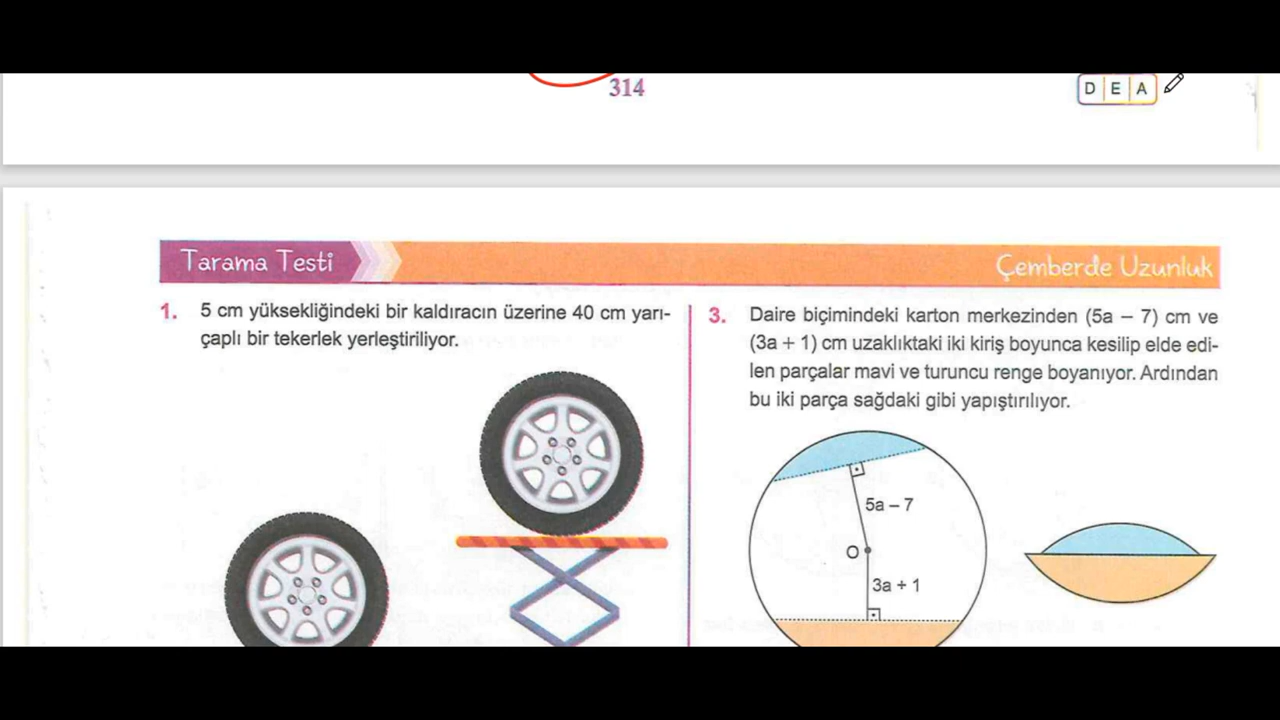 314
D E A
Tarama Testi
Çemberde Uzunluk
1. 5 cm yüksekliğindeki bir kaldıracın üzerine 40 cm yarı-
çaplı bir tekerlek yerleştiriliyor.
3. Daire biçimindeki karton merkezinden (5a – 7) cm ve
(3a + 1) cm uzaklıktaki iki kiriş boyunca kesilip elde edi-
len parçalar mavi ve turuncu renge boyanıyor. Ardından
bu iki parça sağdaki gibi yapıştırılıyor.
5a – 7
O
3a + 1